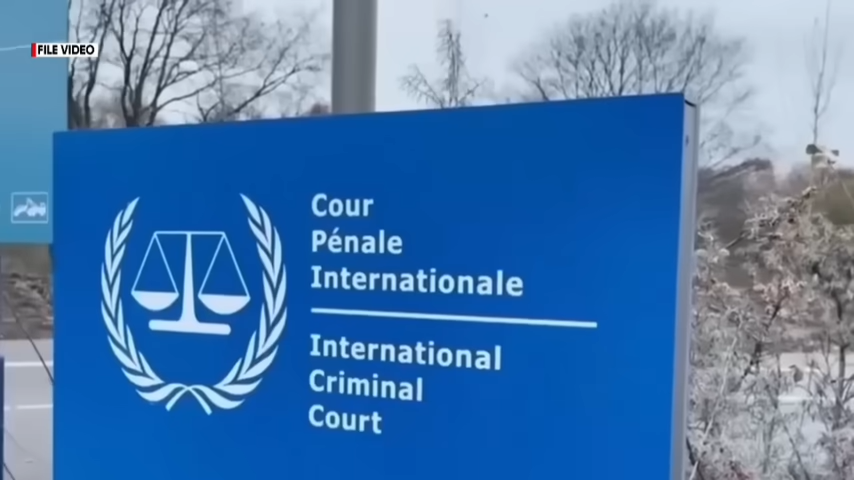 FILE VIDEO
Cour
Pénale
Internationale
International
Criminal
Court